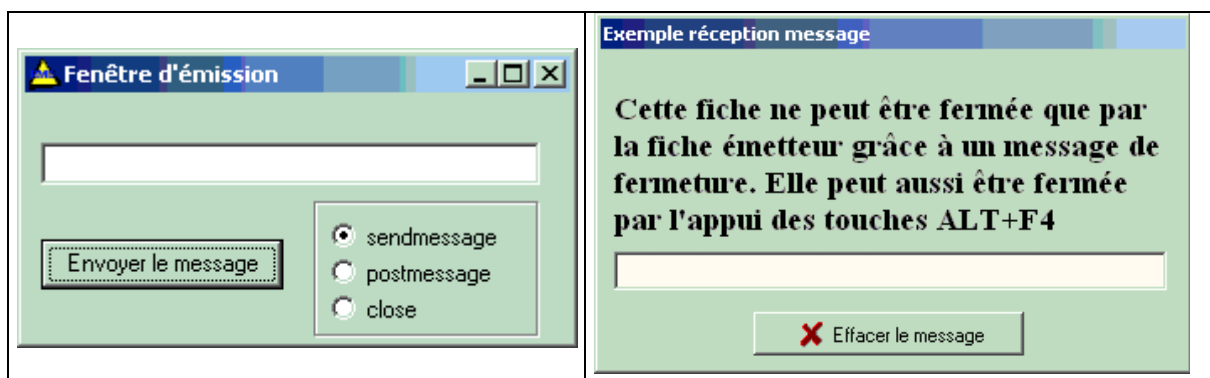 Fenêtre d'émission
Envoyer le message
sendmessage
postmessage
close
Exemple réception message
Cette fiche ne peut être fermée que par
la fiche émetteur grâce à un message de
fermeture. Elle peut aussi être fermée
par l'appui des touches ALT+F4
Effacer le message